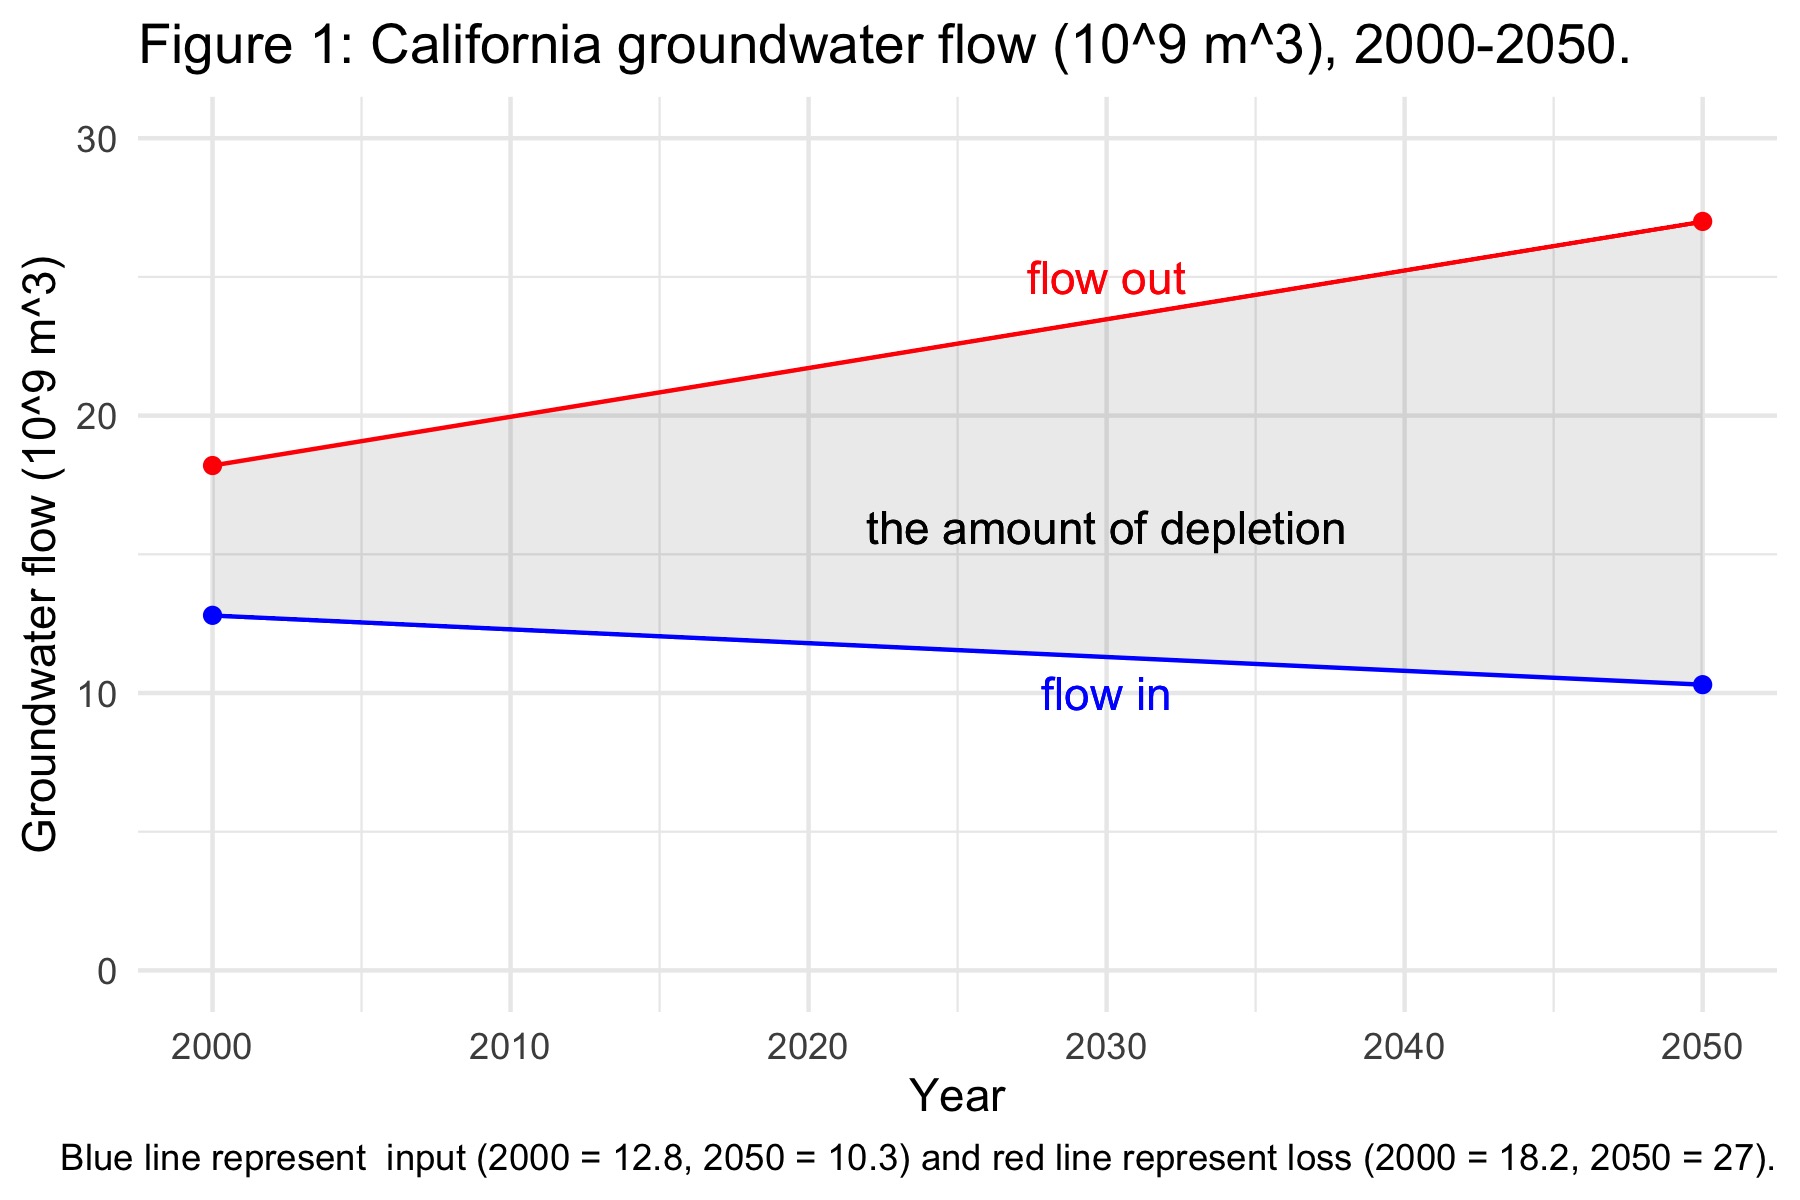 Figure 1: California groundwater flow (10^9 m^3), 2000-2050.
Groundwater flow (10^9 m^3)
30
20
10
0
flow out
the amount of depletion
flow in
2000 2010 2020 2030 2040 2050
Year
Blue line represent  input (2000 = 12.8, 2050 = 10.3) and red line represent loss (2000 = 18.2, 2050 = 27).